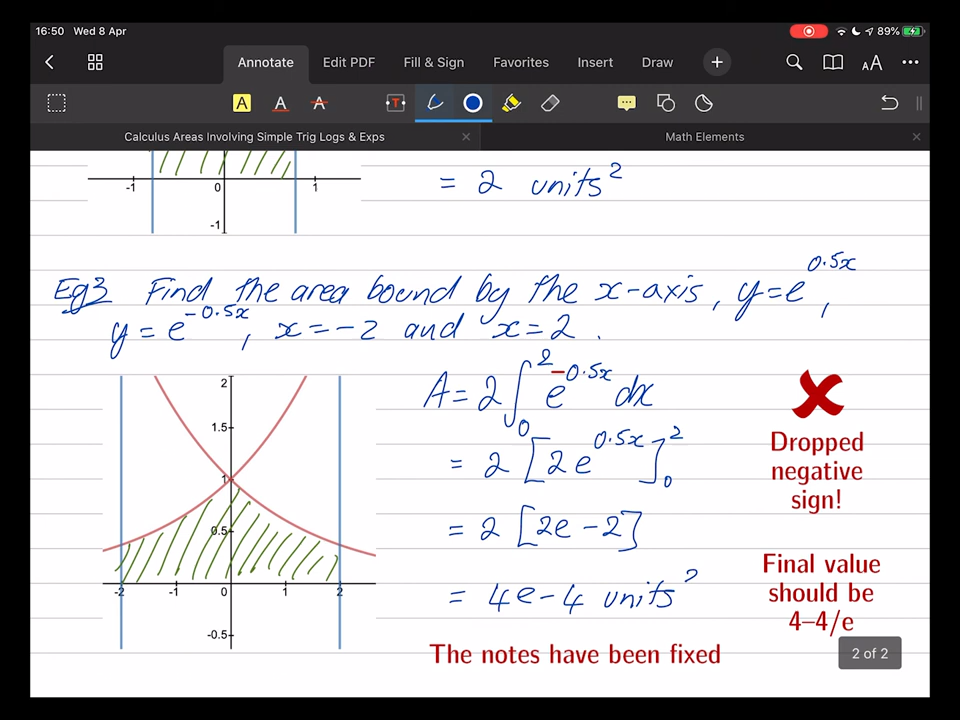 16:50 Wed 8 Apr 89%
Annotate Edit PDF Fill & Sign Favorites Insert Draw
Calculus Areas Involving Simple Trig Logs & Exps Math Elements
= 2 units²
-1 0 1
-1
Eg3 Find the area bound by the x-axis, y=e^0.5x,
y=e^-0.5x, x=-2 and x=2.
A= 2∫₀² e^-0.5x dx
= 2 [2e^0.5x]₀²
= 2 [2e-2]
= 4e-4 units²
2
1.5
1
0.5
-2 -1 0 1 2
-0.5
Dropped
negative
sign!
Final value
should be
4–4/e
The notes have been fixed
2 of 2